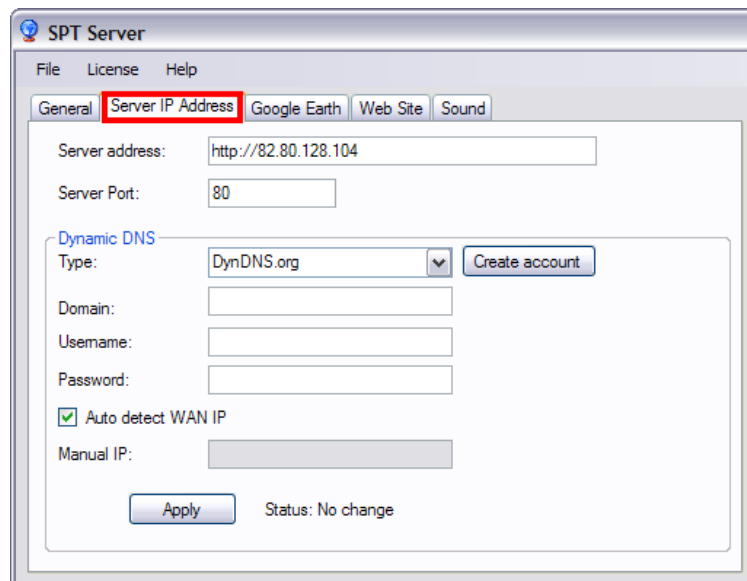 SPT Server
File License Help
General Server IP Address Google Earth Web Site Sound
Server address: http://82.80.128.104
Server Port: 80
Dynamic DNS
Type: DynDNS.org Create account
Domain:
Username:
Password:
Auto detect WAN IP
Manual IP:
Apply Status: No change